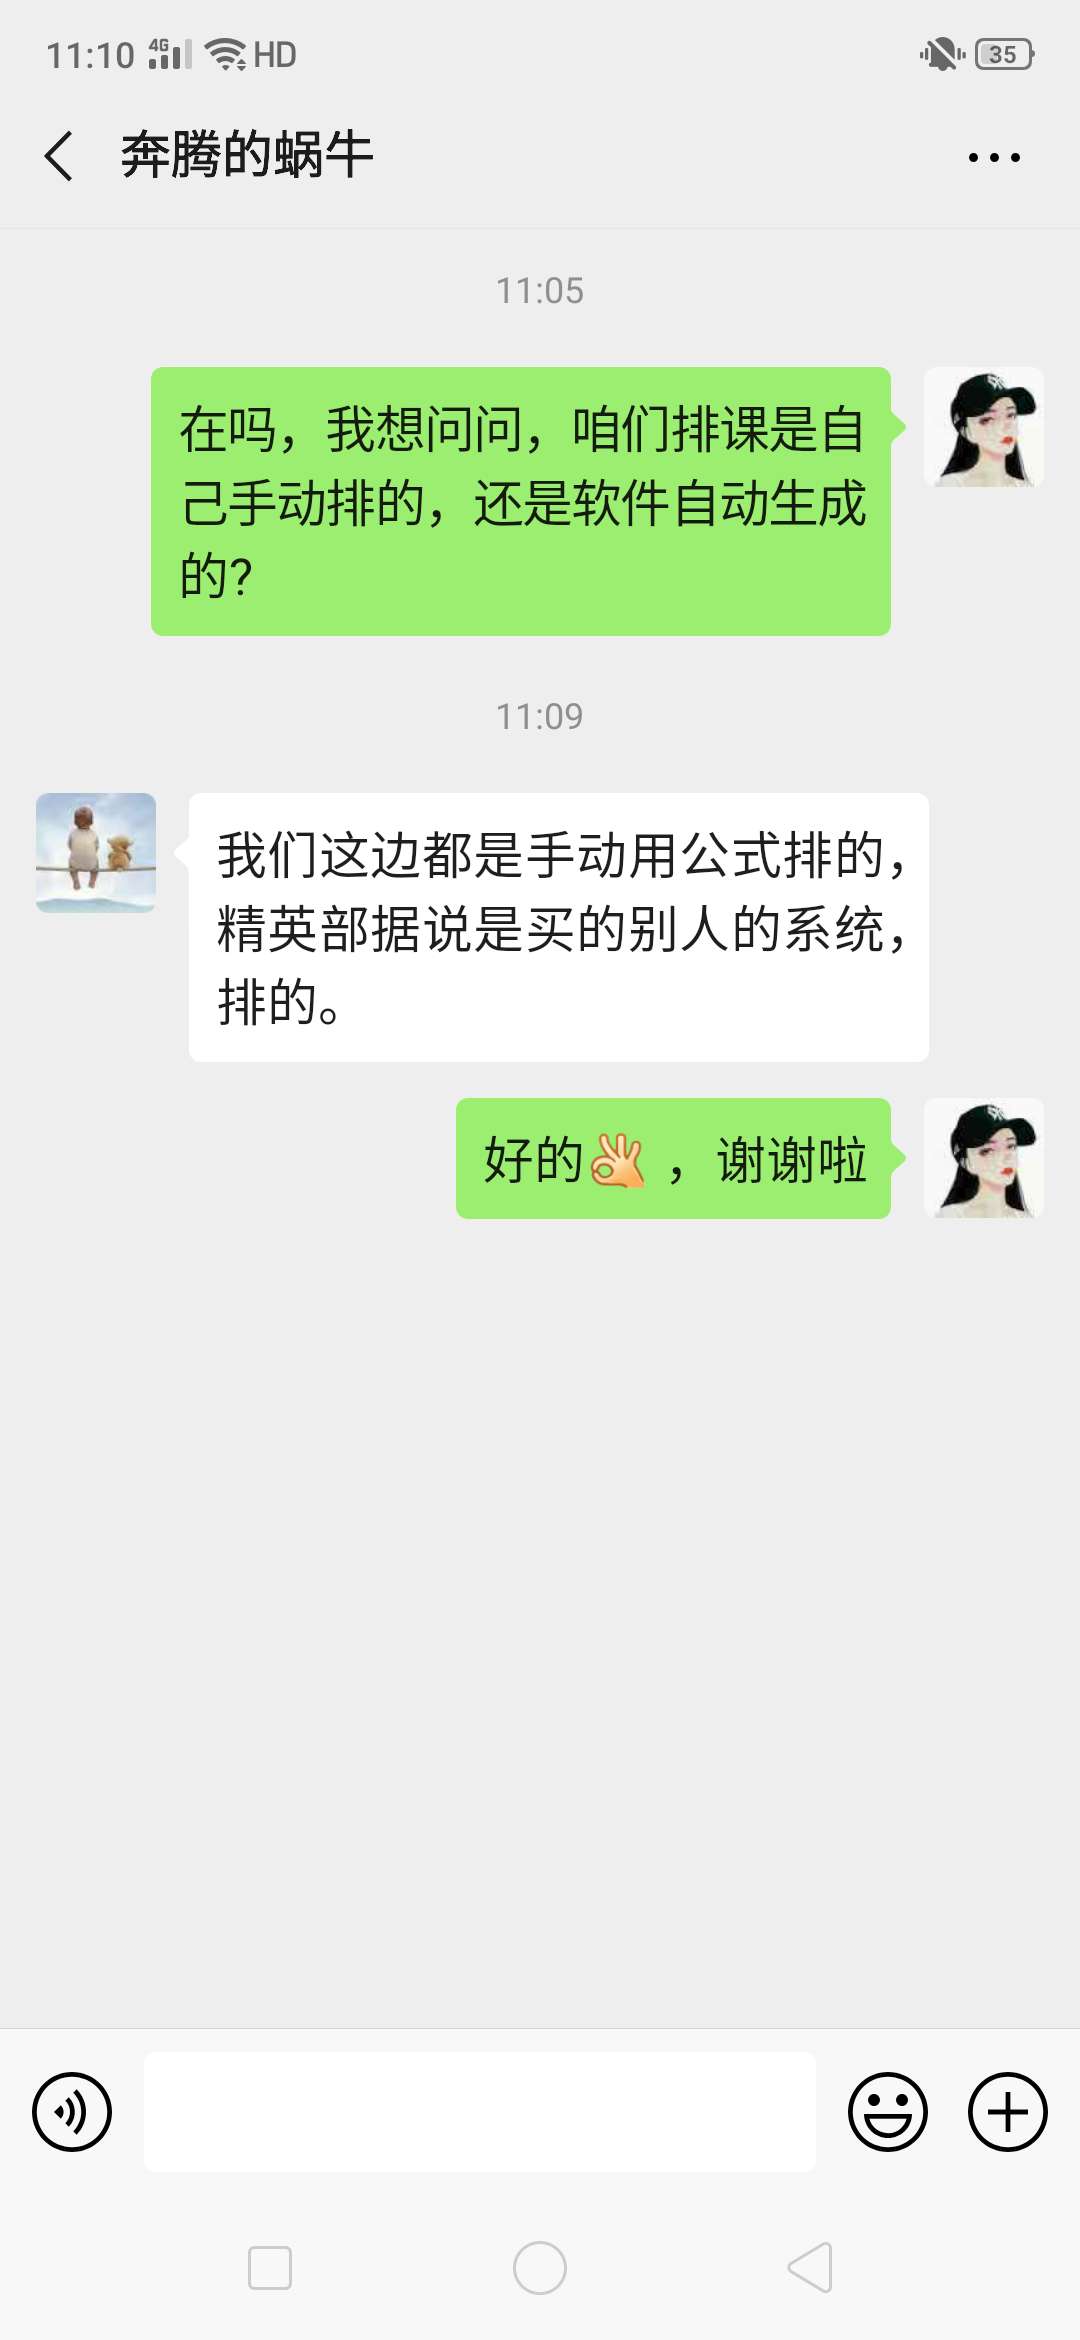 11:10 4G HD 35
奔腾的蜗牛
11:05
在吗，我想问问，咱们排课是自
己手动排的，还是软件自动生成
的?
11:09
我们这边都是手动用公式排的，
精英部据说是买的别人的系统，
排的。
好的👌，谢谢啦